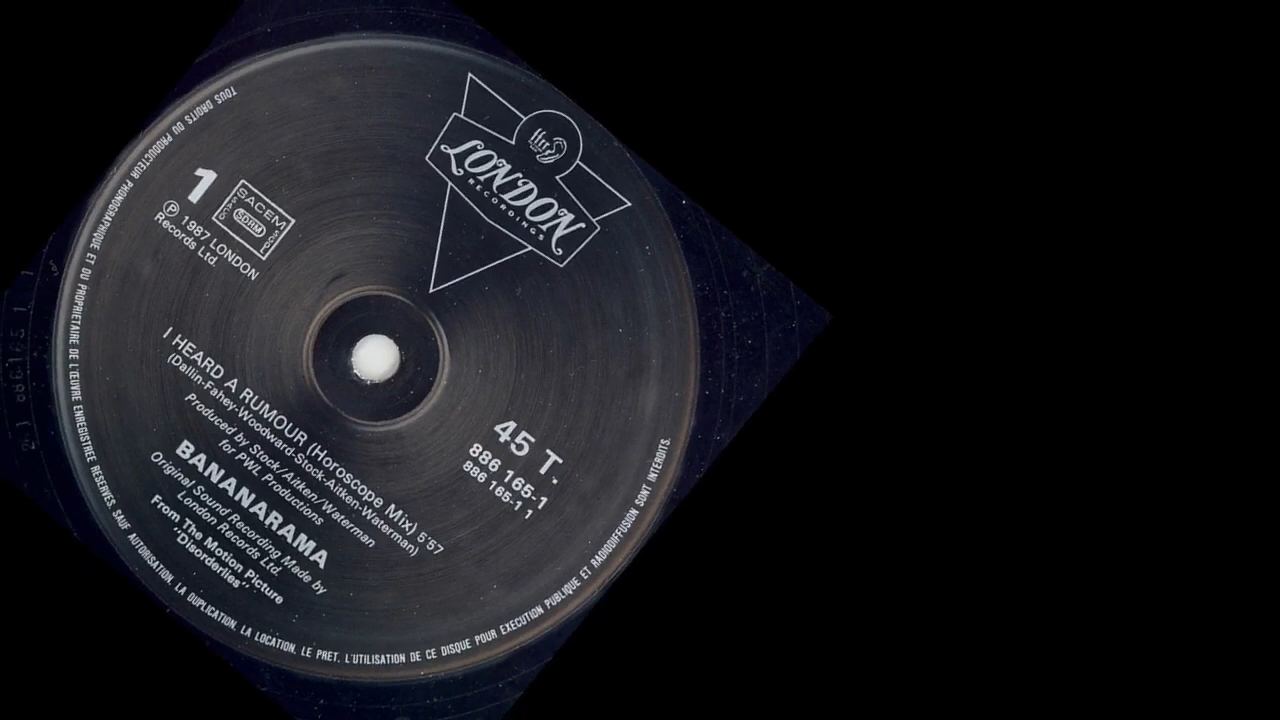 LONDON
RECORDINGS
1
SACEM
SACD
SDRM
SGDL
Ⓟ 1987 LONDON
Records Ltd.
45 T.
886 165-1
886 165-1 1
I HEARD A RUMOUR (Horoscope Mix) 5'57
(Dallin-Fahey-Woodward-Stock-Aitken-Waterman)
Produced by Stock/Aitken/Waterman
for PWL Productions
BANANARAMA
Original Sound Recording Made by
London Records Ltd.
From The Motion Picture
"Disorderlies"
TOUS DROITS DU PRODUCTEUR PHONOGRAPHIQUE ET DU PROPRIETAIRE DE L'ŒUVRE ENREGISTREE RESERVES. SAUF AUTORISATION, LA DUPLICATION, LA LOCATION, LE PRET, L'UTILISATION DE CE DISQUE POUR EXECUTION PUBLIQUE ET RADIODIFFUSION SONT INTERDITS.